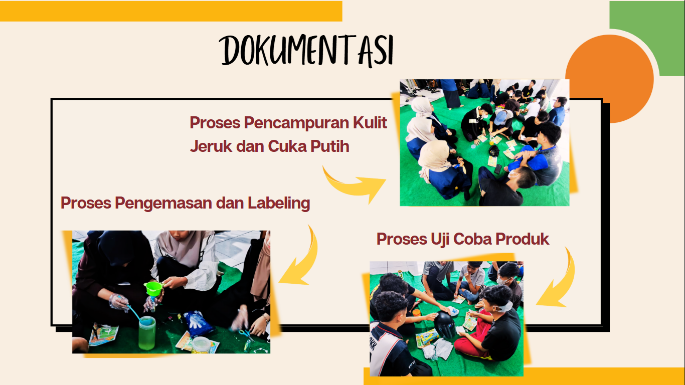 DOKUMENTASI
Proses Pencampuran Kulit
Jeruk dan Cuka Putih
Proses Pengemasan dan Labeling
Proses Uji Coba Produk